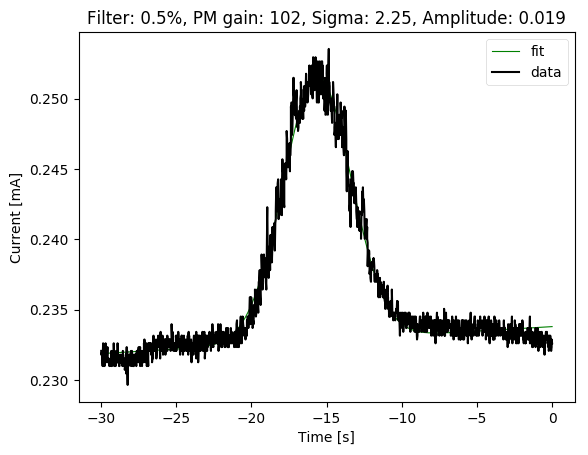 Filter: 0.5%, PM gain: 102, Sigma: 2.25, Amplitude: 0.019
fit
data
0.250
0.245
0.240
0.235
0.230
Current [mA]
−30
−25
−20
−15
−10
−5
0
Time [s]